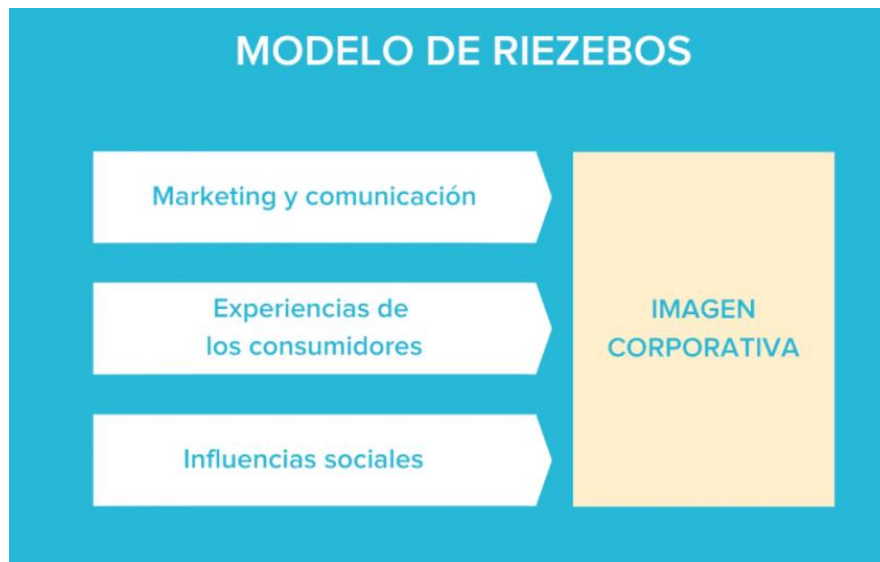 MODELO DE RIEZEBOS
Marketing y comunicación
Experiencias de
los consumidores
Influencias sociales
IMAGEN
CORPORATIVA